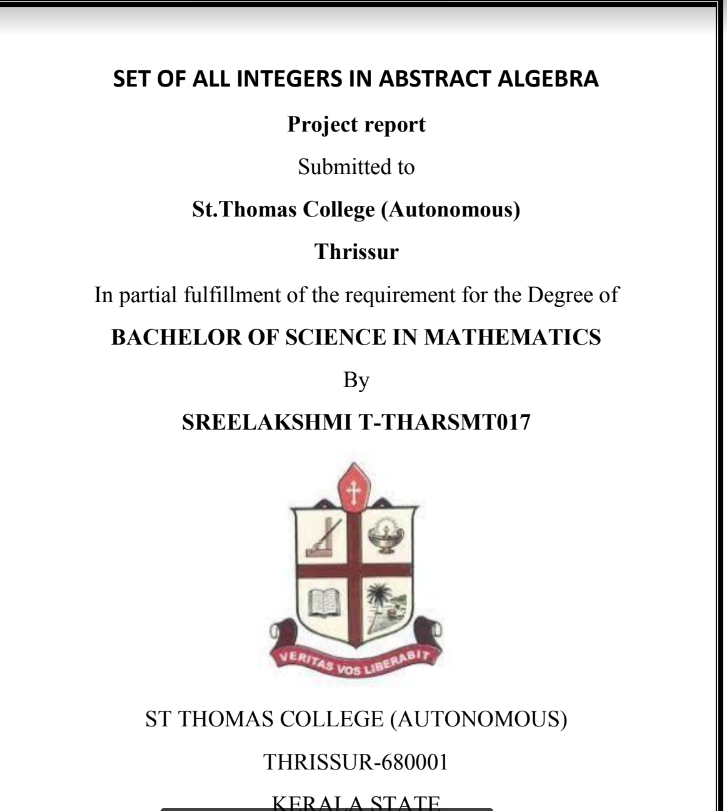 SET OF ALL INTEGERS IN ABSTRACT ALGEBRA
Project report
Submitted to
St.Thomas College (Autonomous)
Thrissur
In partial fulfillment of the requirement for the Degree of
BACHELOR OF SCIENCE IN MATHEMATICS
By
SREELAKSHMI T-THARSMT017
VERITAS VOS LIBERABIT
ST THOMAS COLLEGE (AUTONOMOUS)
THRISSUR-680001
KERALA STATE